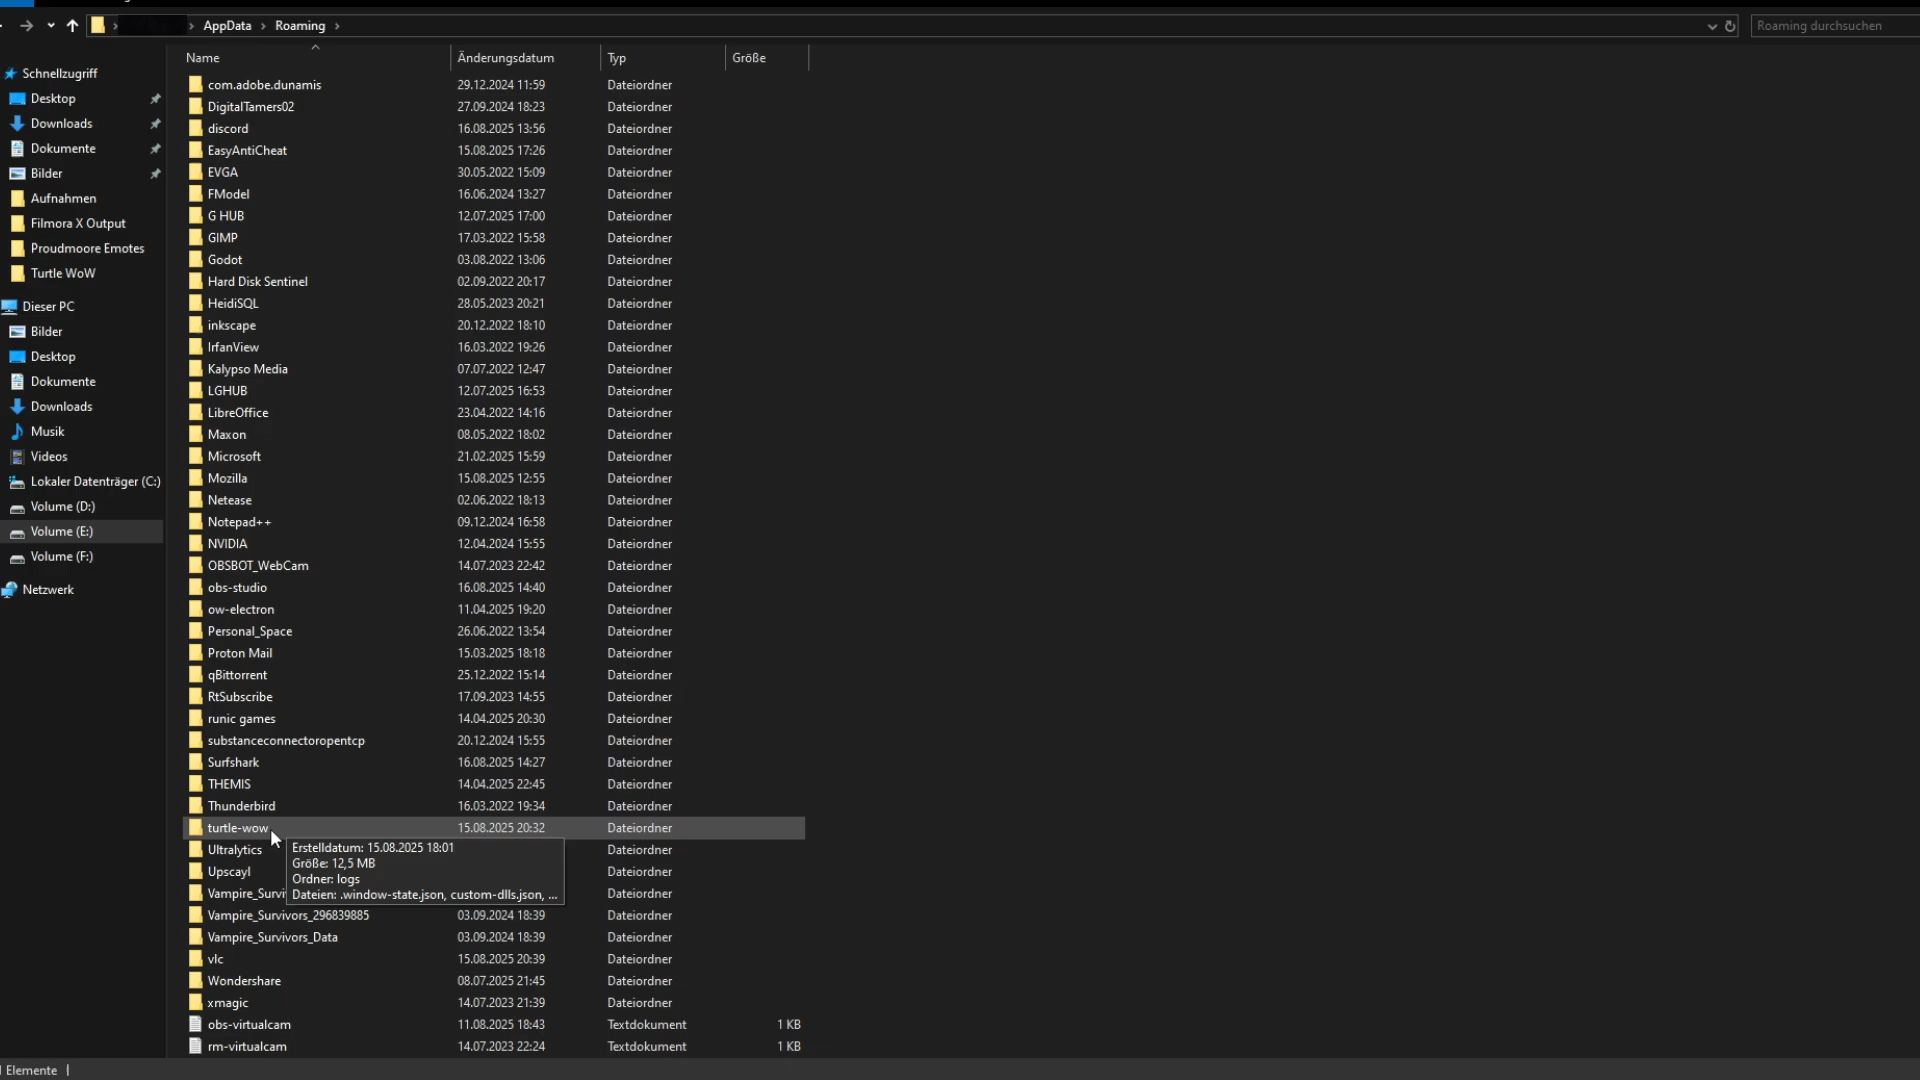 AppData
Roaming
Roaming durchsuchen
Name
Änderungsdatum
Typ
Größe
Schnellzugriff
Desktop
Downloads
Dokumente
Bilder
Aufnahmen
Filmora X Output
Proudmoore Emotes
Turtle WoW
Dieser PC
Bilder
Desktop
Dokumente
Downloads
Musik
Videos
Lokaler Datenträger (C:)
Volume (D:)
Volume (E:)
Volume (F:)
Netzwerk
com.adobe.dunamis 29.12.2024 11:59 Dateiordner
DigitalTamers02 27.09.2024 18:23 Dateiordner
discord 16.08.2025 13:56 Dateiordner
EasyAntiCheat 15.08.2025 17:26 Dateiordner
EVGA 30.05.2022 15:09 Dateiordner
FModel 16.06.2024 13:27 Dateiordner
G HUB 12.07.2025 17:00 Dateiordner
GIMP 17.03.2022 15:58 Dateiordner
Godot 03.08.2022 13:06 Dateiordner
Hard Disk Sentinel 02.09.2022 20:17 Dateiordner
HeidiSQL 28.05.2023 20:21 Dateiordner
inkscape 20.12.2022 18:10 Dateiordner
IrfanView 16.03.2022 19:26 Dateiordner
Kalypso Media 07.07.2022 12:47 Dateiordner
LGHUB 12.07.2025 16:53 Dateiordner
LibreOffice 23.04.2022 14:16 Dateiordner
Maxon 08.05.2022 18:02 Dateiordner
Microsoft 21.02.2025 15:59 Dateiordner
Mozilla 15.08.2025 12:55 Dateiordner
Netease 02.06.2022 18:13 Dateiordner
Notepad++ 09.12.2024 16:58 Dateiordner
NVIDIA 12.04.2024 15:55 Dateiordner
OBSBOT_WebCam 14.07.2023 22:42 Dateiordner
obs-studio 16.08.2025 14:40 Dateiordner
ow-electron 11.04.2025 19:20 Dateiordner
Personal_Space 26.06.2022 13:54 Dateiordner
Proton Mail 15.03.2025 18:18 Dateiordner
qBittorrent 25.12.2022 15:14 Dateiordner
RtSubscribe 17.09.2023 14:55 Dateiordner
runic games 14.04.2025 20:30 Dateiordner
substanceconnectoropentcp 20.12.2024 15:55 Dateiordner
Surfshark 16.08.2025 14:27 Dateiordner
THEMIS 14.04.2025 22:45 Dateiordner
Thunderbird 16.03.2022 19:34 Dateiordner
turtle-wow 15.08.2025 20:32 Dateiordner
Ultralytics Dateiordner
Upscayl Dateiordner
Vampire_Survi Dateiordner
Erstelldatum: 15.08.2025 18:01
Größe: 12,5 MB
Ordner: logs
Dateien: .window-state.json, custom-dlls.json, ...
Vampire_Survivors_296839885 03.09.2024 18:39 Dateiordner
Vampire_Survivors_Data 03.09.2024 18:39 Dateiordner
vlc 15.08.2025 20:39 Dateiordner
Wondershare 08.07.2025 21:45 Dateiordner
xmagic 14.07.2023 21:39 Dateiordner
obs-virtualcam 11.08.2025 18:43 Textdokument 1 KB
rm-virtualcam 14.07.2023 22:24 Textdokument 1 KB
Elemente